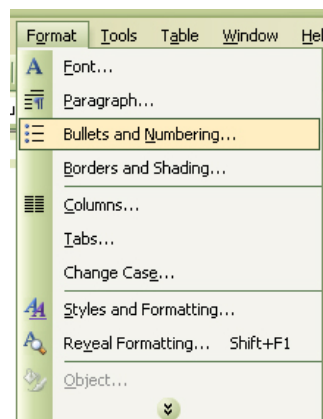 Format Tools Table Window Hel
Font...
Paragraph...
Bullets and Numbering...
Borders and Shading...
Columns...
Tabs...
Change Case...
Styles and Formatting...
Reveal Formatting... Shift+F1
Object...